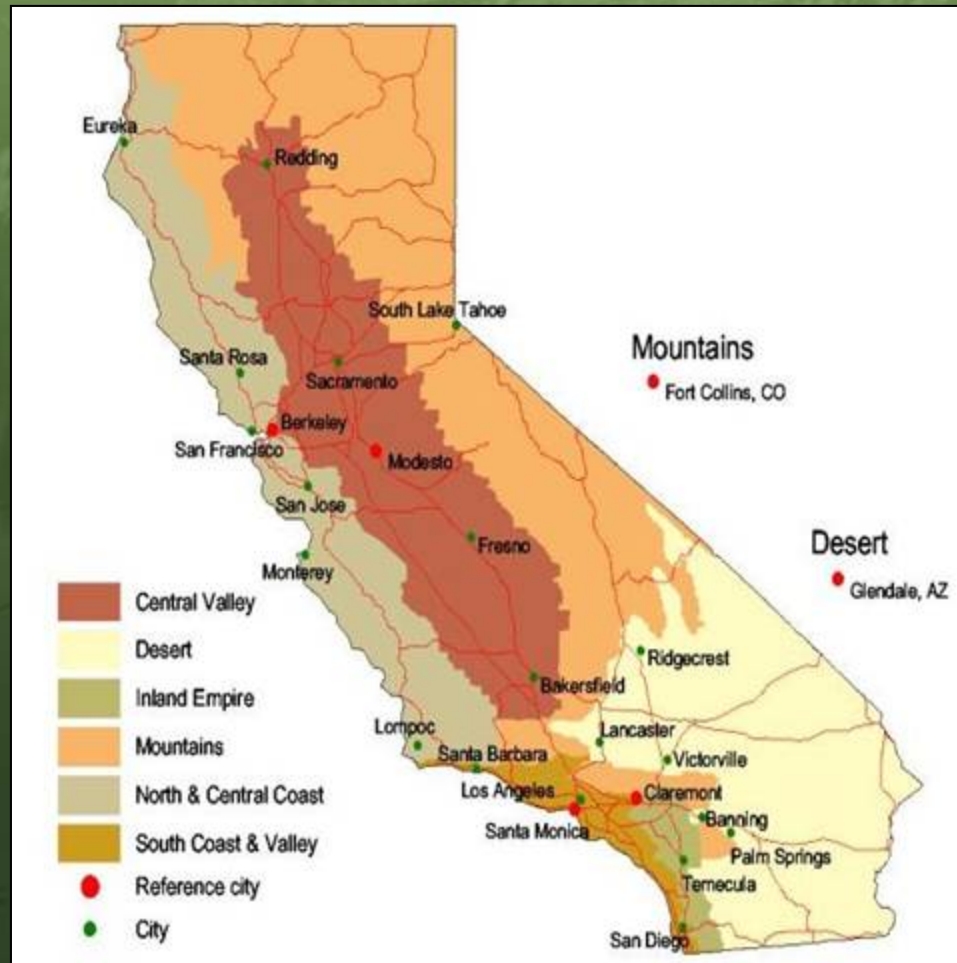 Eureka
Redding
South Lake Tahoe
Mountains
Fort Collins, CO
Santa Rosa
Sacramento
Berkeley
San Francisco
Modesto
San Jose
Desert
Fresno
Monterey
Glendale, AZ
Central Valley
Desert
Ridgecrest
Inland Empire
Bakersfield
Lompoc
Lancaster
Mountains
Santa Barbara
Victorville
North & Central Coast
Los Angeles
Claremont
Banning
Santa Monica
South Coast & Valley
Palm Springs
Reference city
Temecula
City
San Diego